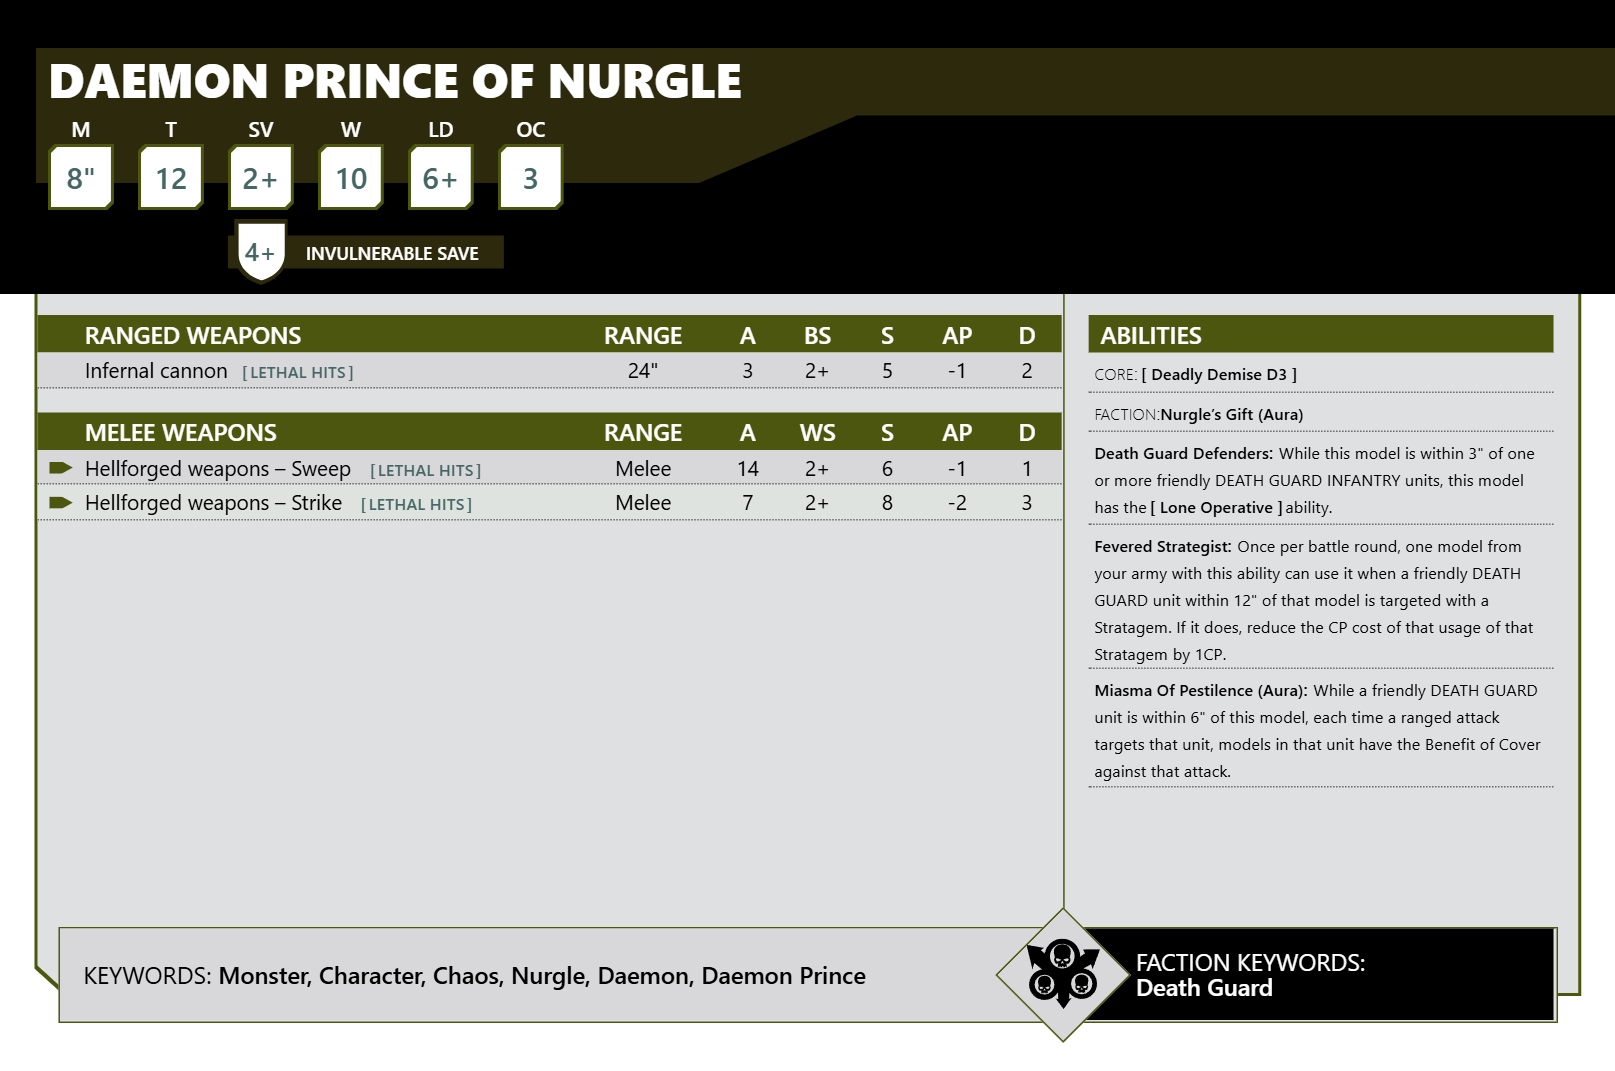 DAEMON PRINCE OF NURGLE
M T SV W LD OC
8" 12 2+ 10 6+ 3
4+ INVULNERABLE SAVE
RANGED WEAPONS RANGE A BS S AP D
Infernal cannon [LETHAL HITS] 24" 3 2+ 5 -1 2
MELEE WEAPONS RANGE A WS S AP D
Hellforged weapons – Sweep [LETHAL HITS] Melee 14 2+ 6 -1 1
Hellforged weapons – Strike [LETHAL HITS] Melee 7 2+ 8 -2 3
ABILITIES
CORE: [ Deadly Demise D3 ]
FACTION:Nurgle’s Gift (Aura)
Death Guard Defenders: While this model is within 3" of one
or more friendly DEATH GUARD INFANTRY units, this model
has the [ Lone Operative ] ability.
Fevered Strategist: Once per battle round, one model from
your army with this ability can use it when a friendly DEATH
GUARD unit within 12" of that model is targeted with a
Stratagem. If it does, reduce the CP cost of that usage of that
Stratagem by 1CP.
Miasma Of Pestilence (Aura): While a friendly DEATH GUARD
unit is within 6" of this model, each time a ranged attack
targets that unit, models in that unit have the Benefit of Cover
against that attack.
KEYWORDS: Monster, Character, Chaos, Nurgle, Daemon, Daemon Prince
FACTION KEYWORDS:
Death Guard